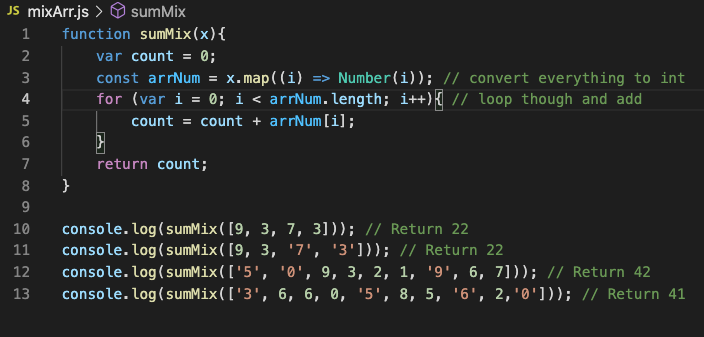 JS mixArr.js > sumMix
1 function sumMix(x){
2     var count = 0;
3     const arrNum = x.map((i) => Number(i)); // convert everything to int
4     for (var i = 0; i < arrNum.length; i++){ // loop though and add
5         count = count + arrNum[i];
6     }
7     return count;
8 }
9
10 console.log(sumMix([9, 3, 7, 3])); // Return 22
11 console.log(sumMix([9, 3, '7', '3'])); // Return 22
12 console.log(sumMix(['5', '0', 9, 3, 2, 1, '9', 6, 7])); // Return 42
13 console.log(sumMix(['3', 6, 6, 0, '5', 8, 5, '6', 2,'0'])); // Return 41